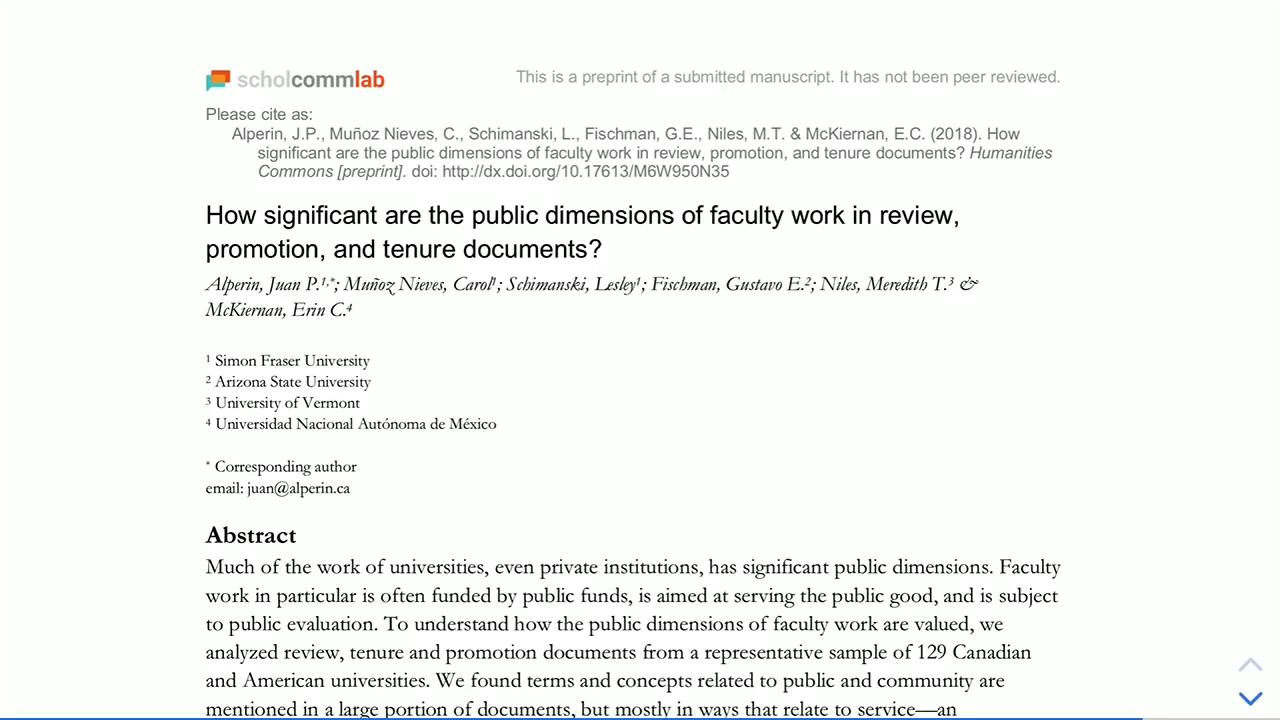 scholcommlab
This is a preprint of a submitted manuscript. It has not been peer reviewed.
Please cite as:
Alperin, J.P., Muñoz Nieves, C., Schimanski, L., Fischman, G.E., Niles, M.T. & McKiernan, E.C. (2018). How
significant are the public dimensions of faculty work in review, promotion, and tenure documents? Humanities
Commons [preprint]. doi: http://dx.doi.org/10.17613/M6W950N35
How significant are the public dimensions of faculty work in review,
promotion, and tenure documents?
Alperin, Juan P.¹,*; Muñoz Nieves, Carol¹; Schimanski, Lesley¹; Fischman, Gustavo E.²; Niles, Meredith T.³ &
McKiernan, Erin C.⁴
¹ Simon Fraser University
² Arizona State University
³ University of Vermont
⁴ Universidad Nacional Autónoma de México
* Corresponding author
email: juan@alperin.ca
Abstract
Much of the work of universities, even private institutions, has significant public dimensions. Faculty
work in particular is often funded by public funds, is aimed at serving the public good, and is subject
to public evaluation. To understand how the public dimensions of faculty work are valued, we
analyzed review, tenure and promotion documents from a representative sample of 129 Canadian
and American universities. We found terms and concepts related to public and community are
mentioned in a large portion of documents, but mostly in ways that relate to service—an